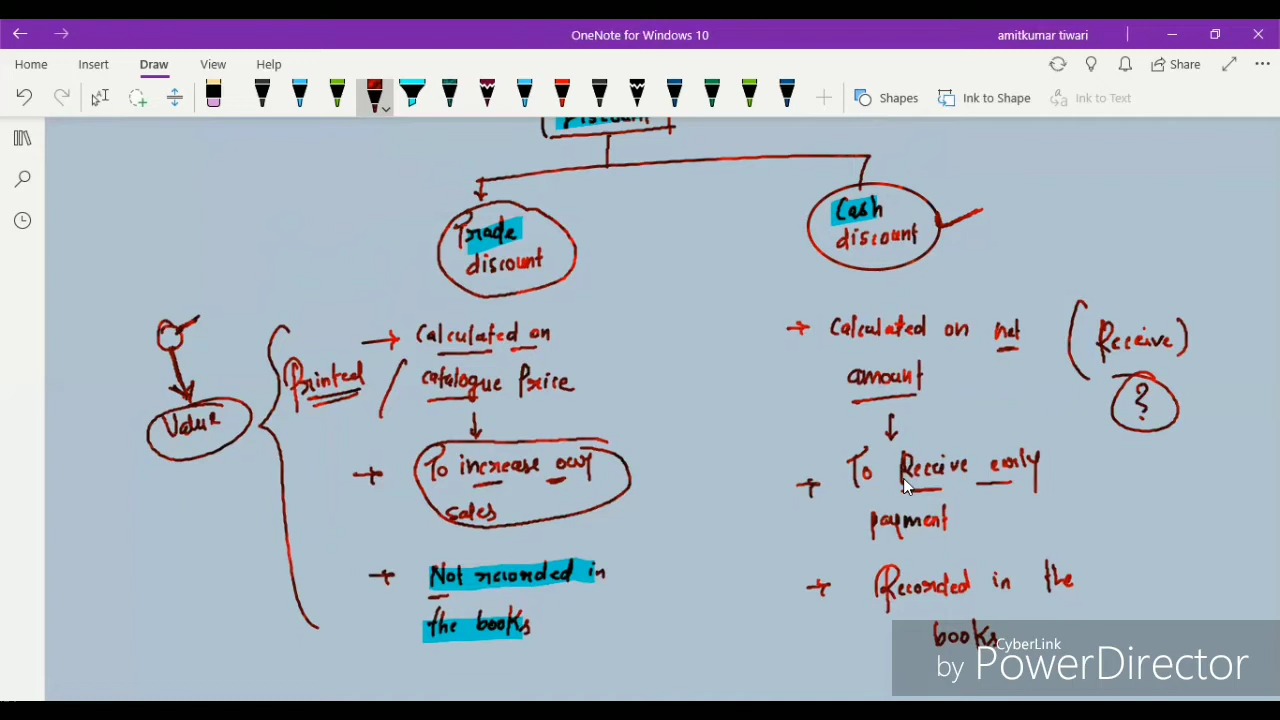 OneNote for Windows 10
amitkumar tiwari
Home Insert Draw View Help
Share
Shapes Ink to Shape Ink to Text
Discount
Trade
discount
Cash
discount
Calculated on
Printed / catalogue Price
Value
To increase our
sales
Not recorded in
the books
Calculated on net
amount
(Receive)
?
To Receive early
payment
Recorded in the
books
CyberLink
by PowerDirector